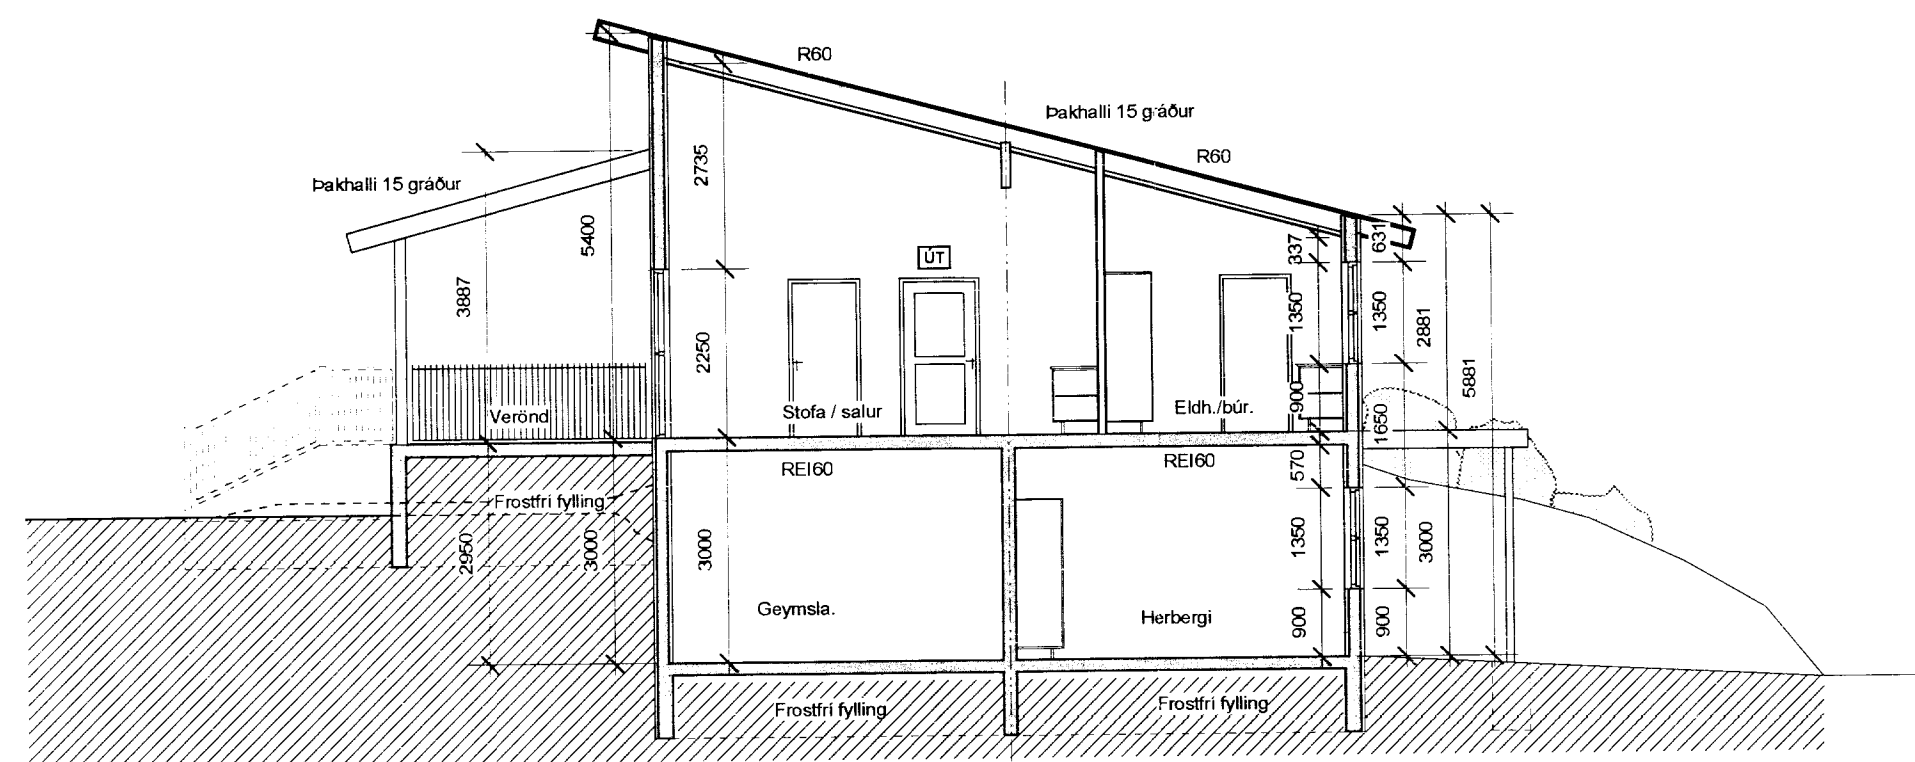 R60
Þakhalli 15 gráður
R60
Þakhalli 15 gráður
2735
5400
3887
ÚT
337
631
1350
1350
2881
5881
2250
900
1650
Verönd
Stofa / salur
Eldh./búr.
REI60
REI60
570
Frostfrí fylling
2950
3000
3000
1350
1350
3000
Geymsla.
Herbergi
900
900
Frostfrí fylling
Frostfrí fylling